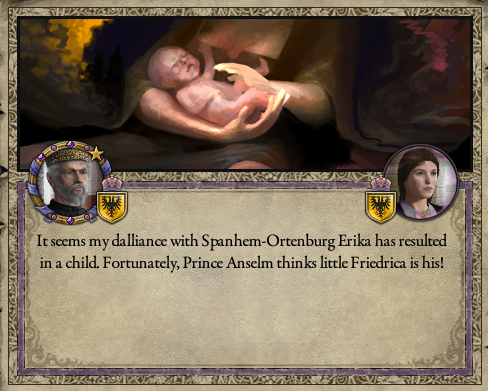 It seems my dalliance with Spanhem-Ortenburg Erika has resulted
in a child. Fortunately, Prince Anselm thinks little Friedrica is his!